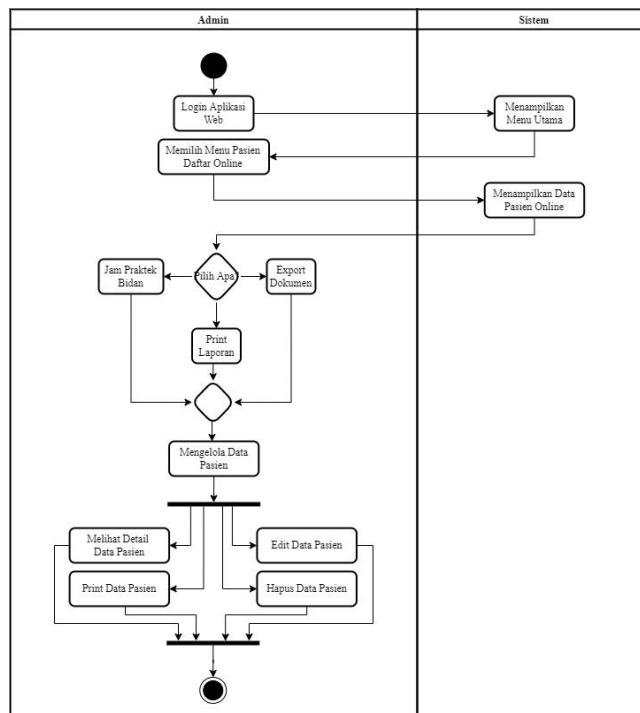 Admin
Sistem
Login Aplikasi
Web
Menampilkan
Menu Utama
Memilih Menu Pasien
Daftar Online
Menampilkan Data
Pasien Online
Jam Praktek
Bidan
Pilih Apa?
Export
Dokumen
Print
Laporan
Mengelola Data
Pasien
Melihat Detail
Data Pasien
Edit Data Pasien
Print Data Pasien
Hapus Data Pasien